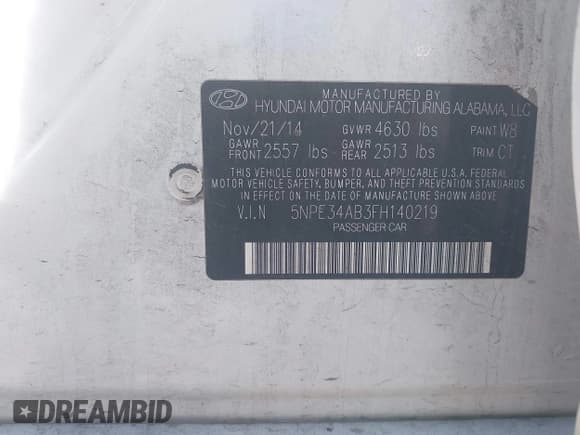 MANUFACTURED BY
HYUNDAI MOTOR MANUFACTURING ALABAMA, LLC
Nov/21/14 GVWR 4630 lbs PAINT W8
GAWR FRONT 2557 lbs GAWR REAR 2513 lbs TRIM CT
THIS VEHICLE CONFORMS TO ALL APPLICABLE U.S.A. FEDERAL
MOTOR VEHICLE SAFETY, BUMPER, AND THEFT PREVENTION
STANDARDS IN EFFECT ON THE DATE OF MANUFACTURE SHOWN ABOVE.
V.I.N 5NPE34AB3FH140219
PASSENGER CAR
DREAMBID